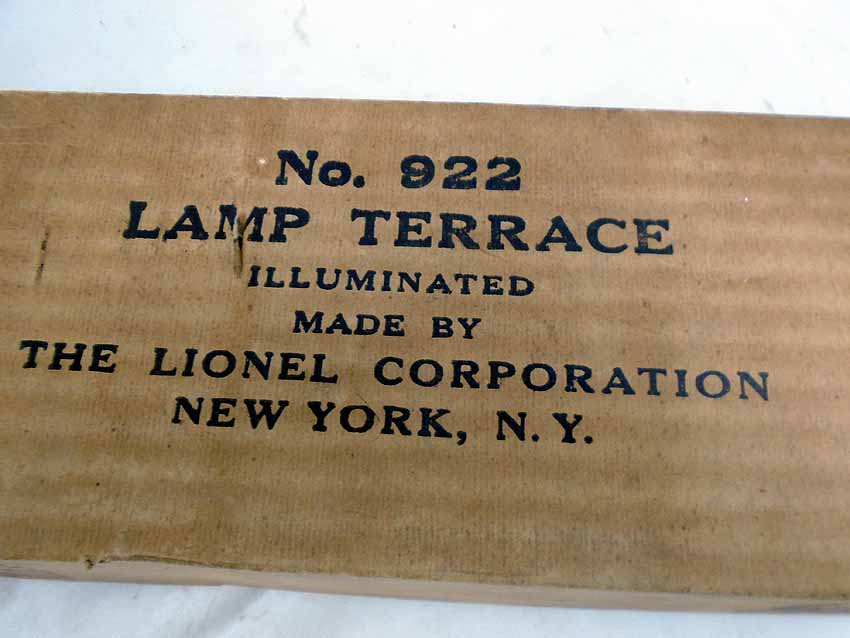 No. 922
LAMP TERRACE
ILLUMINATED
MADE BY
THE LIONEL CORPORATION
NEW YORK, N. Y.